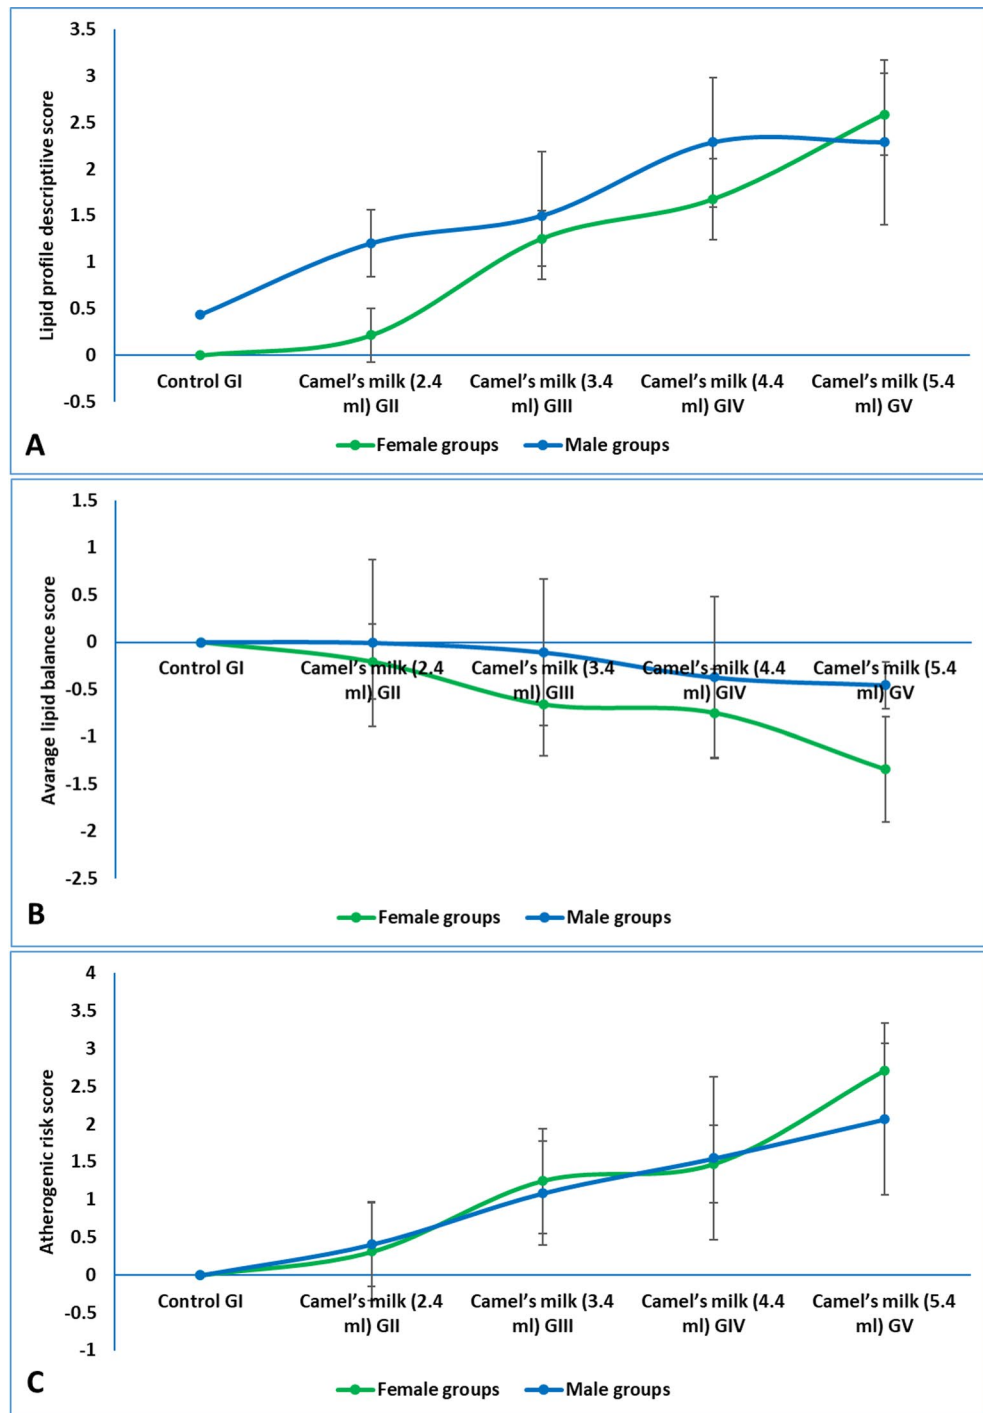 3.5
3
2.5
2
1.5
1
0.5
0
-0.5
Lipid profile descriptiive score
Control GI
Camel's milk (2.4
ml) GII
Camel's milk (3.4
ml) GIII
Camel's milk (4.4
ml) GIV
Camel's milk (5.4
ml) GV
A
Female groups
Male groups
1.5
1
0.5
0
-0.5
-1
-1.5
-2
-2.5
Avarage lipid balance score
Control GI
Camel's milk (2.4
ml) GII
Camel's milk (3.4
ml) GIII
Camel's milk (4.4
ml) GIV
Camel's milk (5.4
ml) GV
B
Female groups
Male groups
4
3.5
3
2.5
2
1.5
1
0.5
0
-0.5
-1
Atherogenic risk score
Control GI
Camel's milk (2.4
ml) GII
Camel's milk (3.4
ml) GIII
Camel's milk (4.4
ml) GIV
Camel's milk (5.4
ml) GV
C
Female groups
Male groups